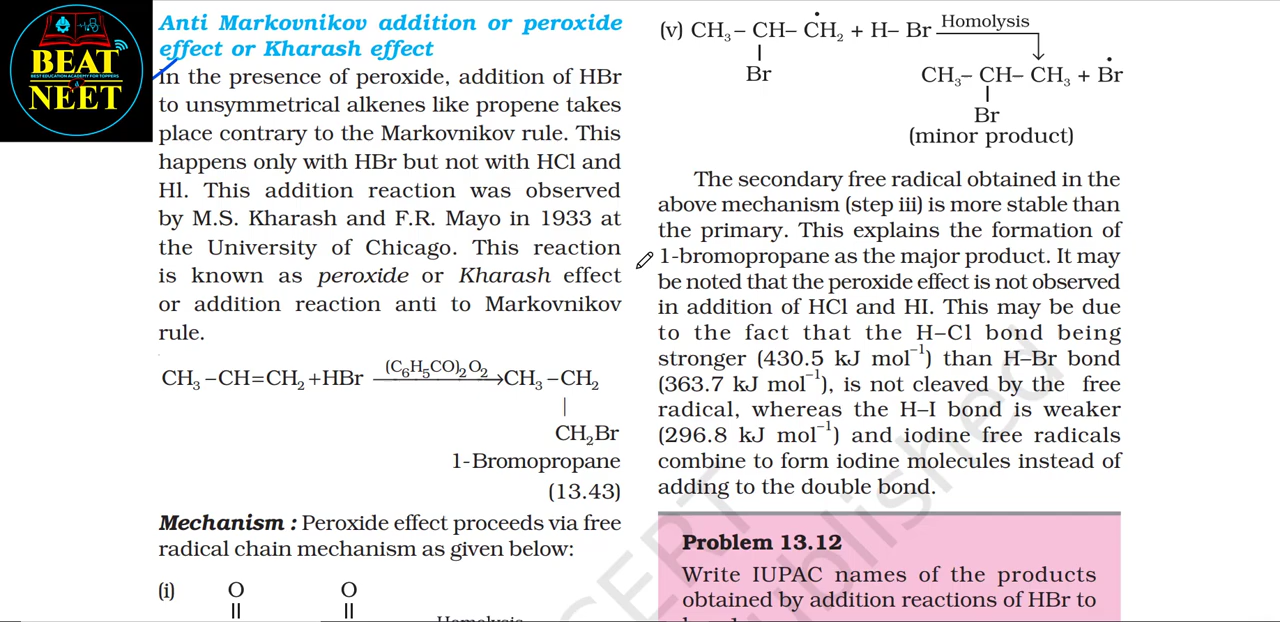 BEAT
BEST EDUCATION ACADEMY FOR TOPPERS
NEET
Anti Markovnikov addition or peroxide
effect or Kharash effect
In the presence of peroxide, addition of HBr
to unsymmetrical alkenes like propene takes
place contrary to the Markovnikov rule. This
happens only with HBr but not with HCl and
Hl. This addition reaction was observed
by M.S. Kharash and F.R. Mayo in 1933 at
the University of Chicago. This reaction
is known as peroxide or Kharash effect
or addition reaction anti to Markovnikov
rule.
(C₆H₅CO)₂O₂
CH₃ –CH=CH₂+HBr ⟶ CH₃ –CH₂
|
CH₂Br
1-Bromopropane
(13.43)
Mechanism : Peroxide effect proceeds via free
radical chain mechanism as given below:
(i) O O
|| ||
(v) CH₃ – CH– ĊH₂ + H– Br Homolysis
|
Br
CH₃– CH– CH₃ + Ḃr
|
Br
(minor product)
The secondary free radical obtained in the
above mechanism (step iii) is more stable than
the primary. This explains the formation of
1-bromopropane as the major product. It may
be noted that the peroxide effect is not observed
in addition of HCl and HI. This may be due
to the fact that the H–Cl bond being
stronger (430.5 kJ mol⁻¹) than H–Br bond
(363.7 kJ mol⁻¹), is not cleaved by the free
radical, whereas the H–I bond is weaker
(296.8 kJ mol⁻¹) and iodine free radicals
combine to form iodine molecules instead of
adding to the double bond.
Problem 13.12
Write IUPAC names of the products
obtained by addition reactions of HBr to